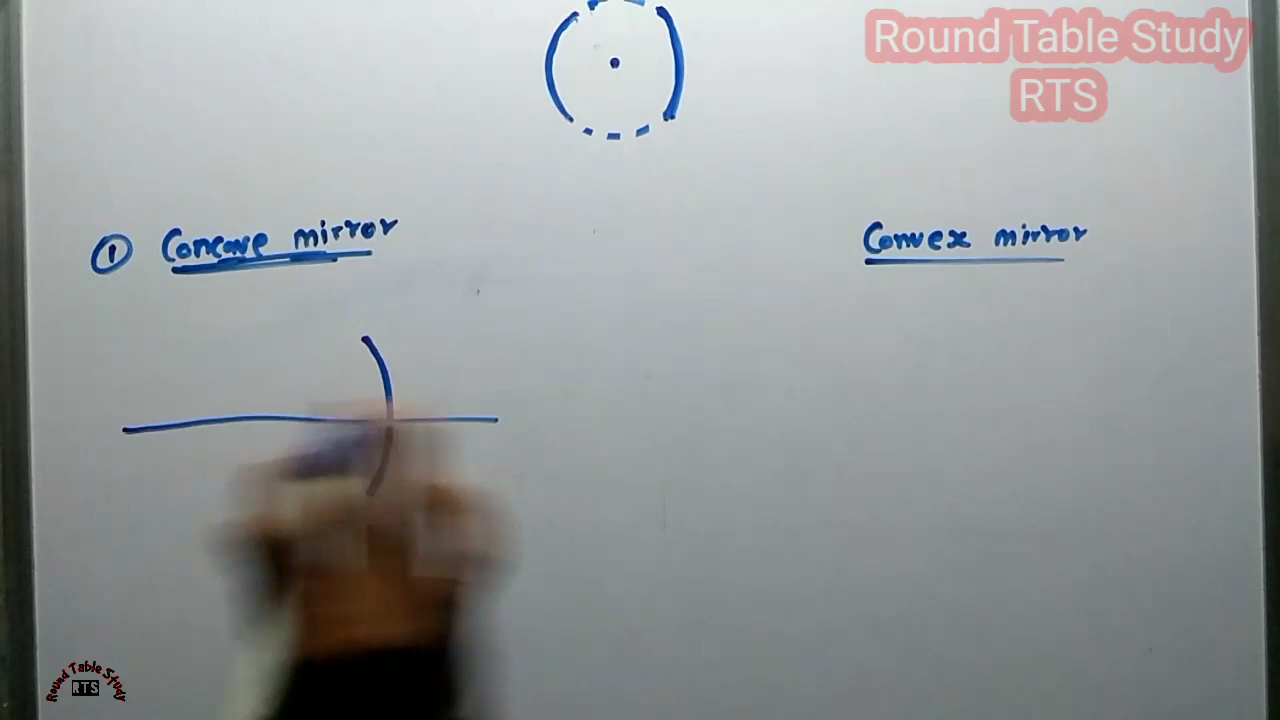 Round Table Study
RTS
① Concave mirror
Convex mirror
Round Table Study
RTS